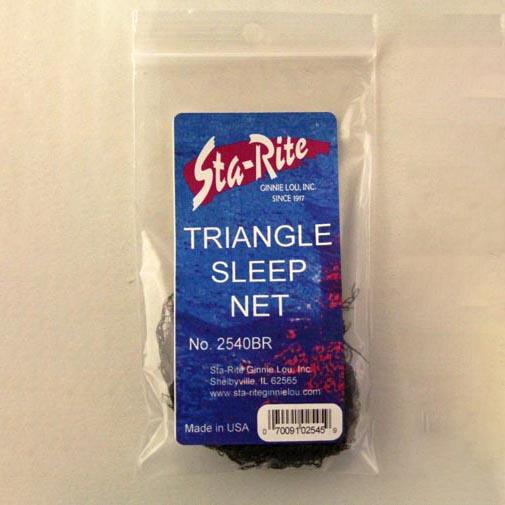 Sta-Rite
GINNIE LOU, INC.
SINCE 1917
TRIANGLE
SLEEP
NET
No. 2540BR
Sta-Rite Ginnie Lou, Inc.
Shelbyville, IL 62565
www.sta-riteginnielou.com
Made in USA
0 70091 02545 9